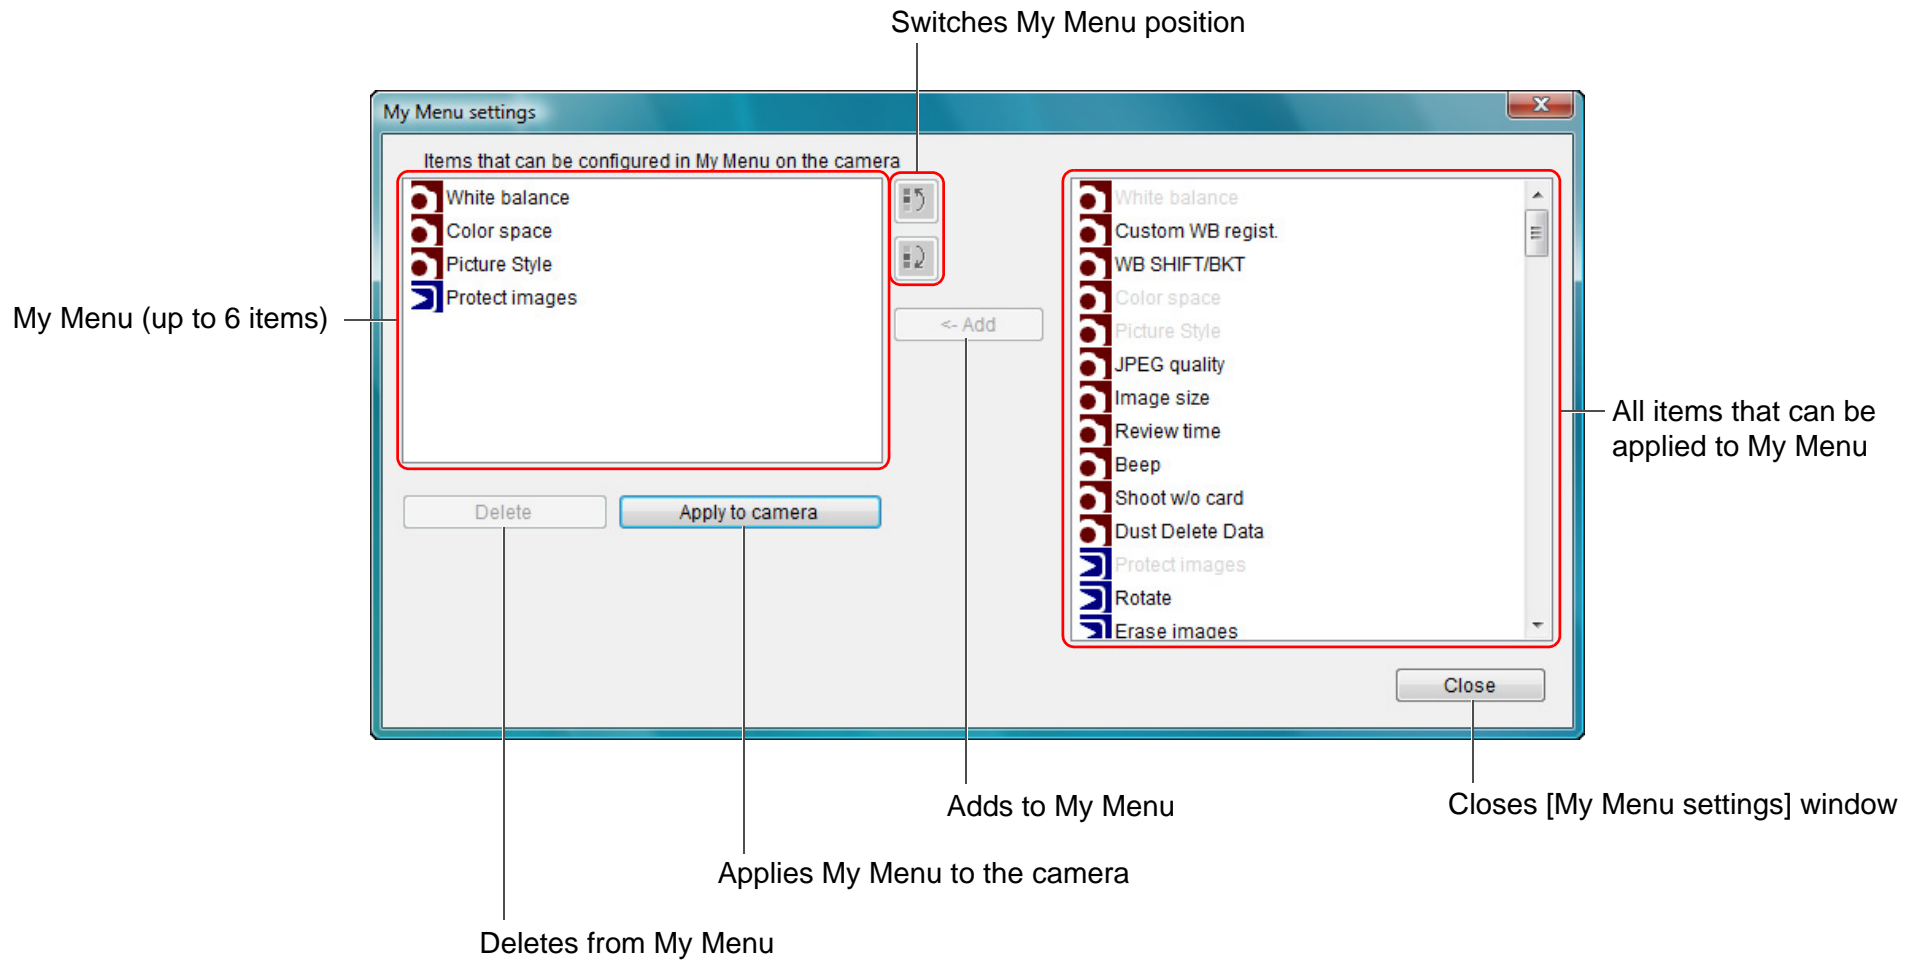 Switches My Menu position
My Menu settings
X
Items that can be configured in My Menu on the camera
White balance
Color space
Picture Style
Protect images
My Menu (up to 6 items)
<- Add
Delete
Apply to camera
White balance
Custom WB regist.
WB SHIFT/BKT
Color space
Picture Style
JPEG quality
Image size
Review time
Beep
Shoot w/o card
Dust Delete Data
Protect images
Rotate
Erase images
All items that can be
applied to My Menu
Close
Adds to My Menu
Closes [My Menu settings] window
Applies My Menu to the camera
Deletes from My Menu